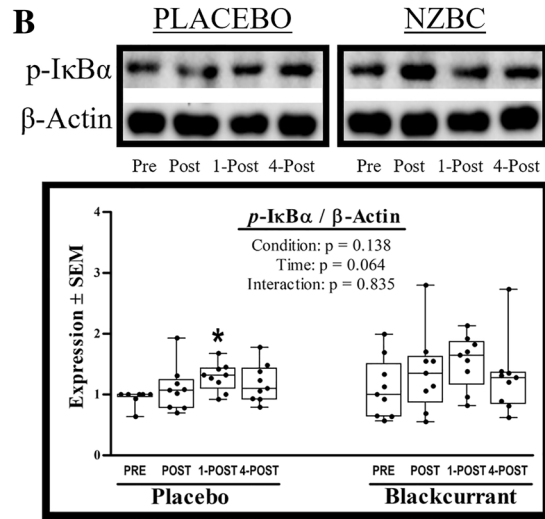 B
PLACEBO NZBC
p-IκBα
β-Actin
Pre Post 1-Post 4-Post Pre Post 1-Post 4-Post
p-IκBα / β-Actin
Condition: p = 0.138
Time: p = 0.064
Interaction: p = 0.835
Expression ± SEM
4
3
2
1
0
*
PRE POST 1-POST 4-POST PRE POST 1-POST 4-POST
Placebo Blackcurrant